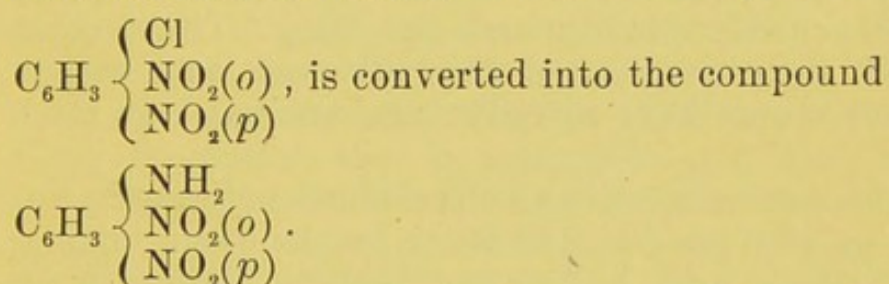 Cl
C₆H₃ { NO₂(o) , is converted into the compound
NO₂(p)
NH₂
C₆H₃ { NO₂(o) .
NO₂(p)